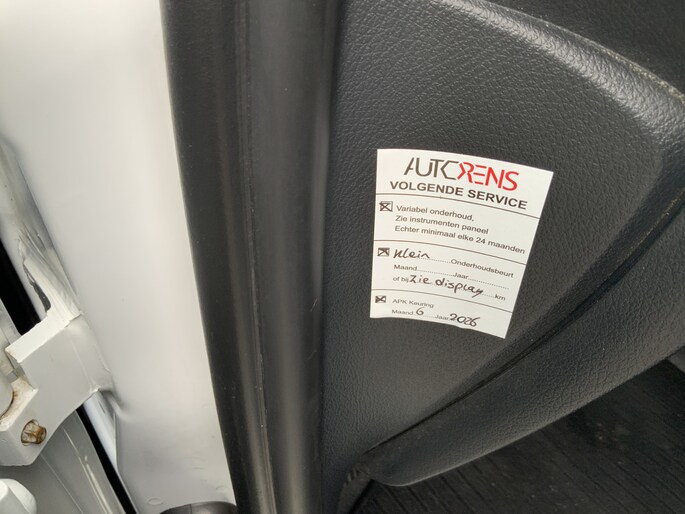 AUTORENS
VOLGENDE SERVICE
Variabel onderhoud,
Zie instrumenten paneel
Echter minimaal elke 24 maanden
Klein Onderhoudsbeurt
Maand Jaar
of bij Zie display km
APK Keuring
Maand 6 Jaar 2026